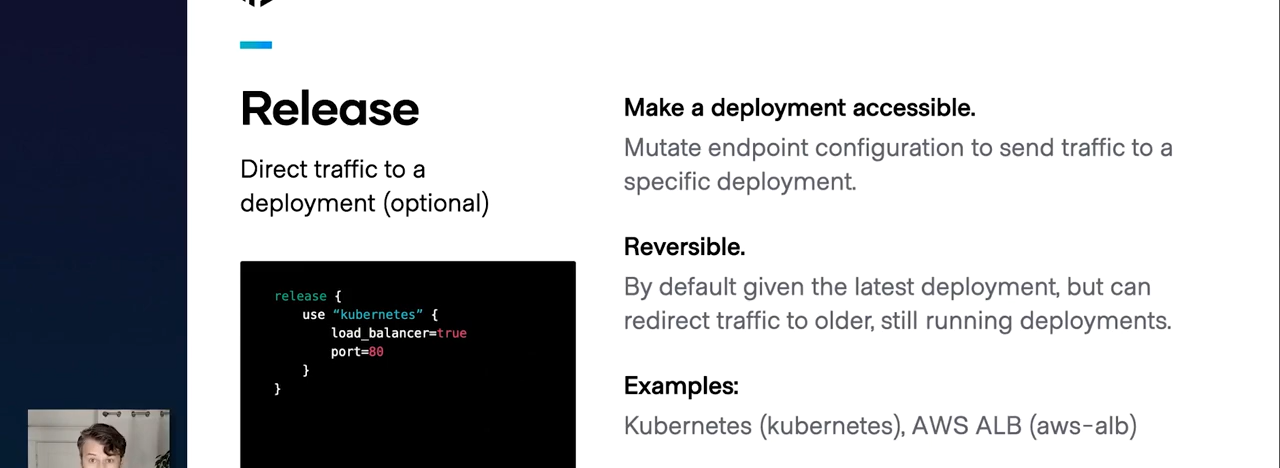 Release
Direct traffic to a
deployment (optional)
release {
use “kubernetes” {
load_balancer=true
port=80
}
}
Make a deployment accessible.
Mutate endpoint configuration to send traffic to a
specific deployment.
Reversible.
By default given the latest deployment, but can
redirect traffic to older, still running deployments.
Examples:
Kubernetes (kubernetes), AWS ALB (aws-alb)